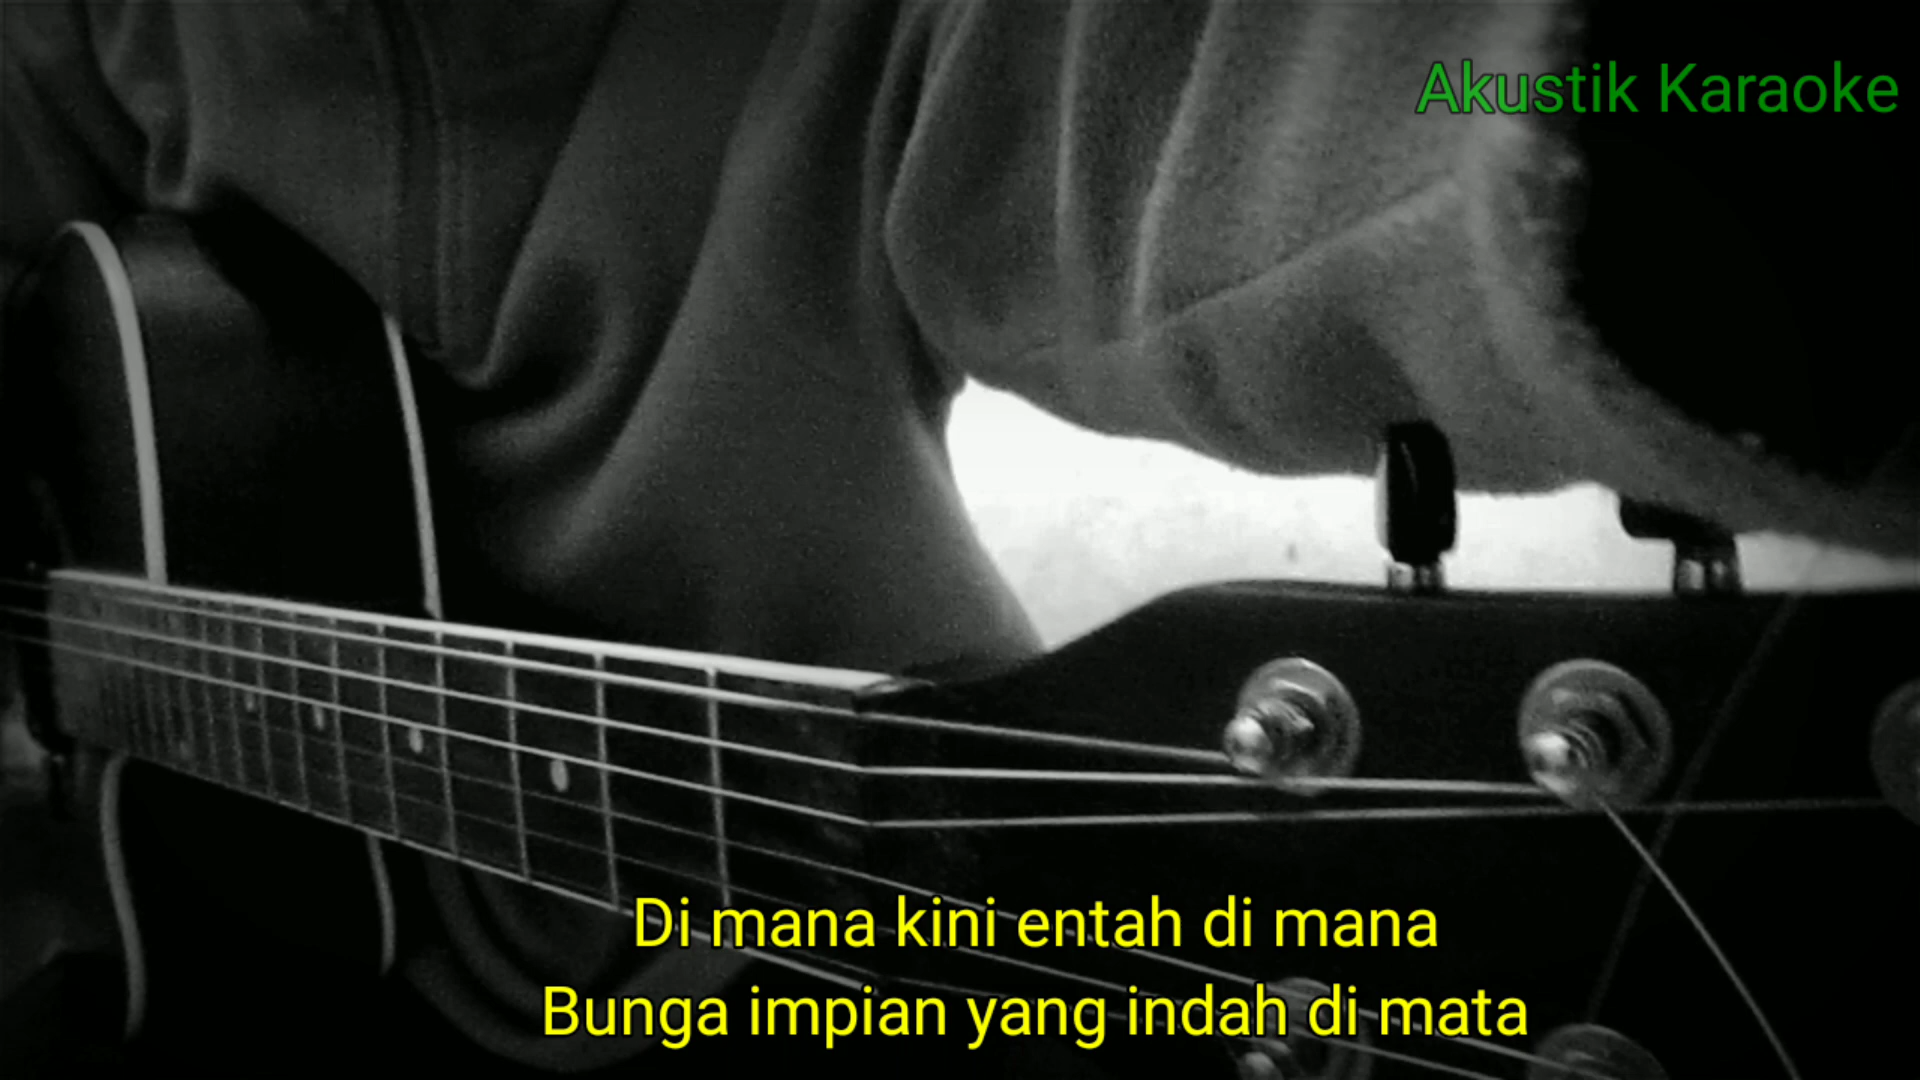 Akustik Karaoke
Di mana kini entah di mana
Bunga impian yang indah di mata